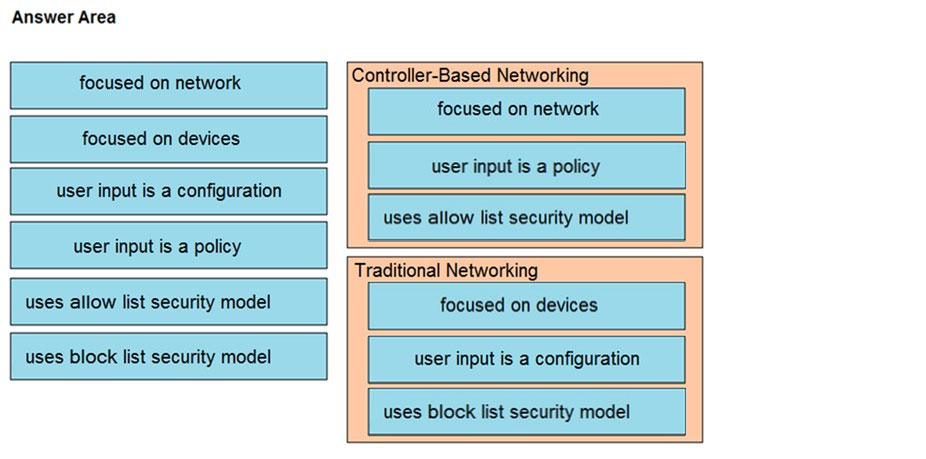 Answer Area
focused on network
focused on devices
user input is a configuration
user input is a policy
uses allow list security model
uses block list security model
Controller-Based Networking
focused on network
user input is a policy
uses allow list security model
Traditional Networking
focused on devices
user input is a configuration
uses block list security model